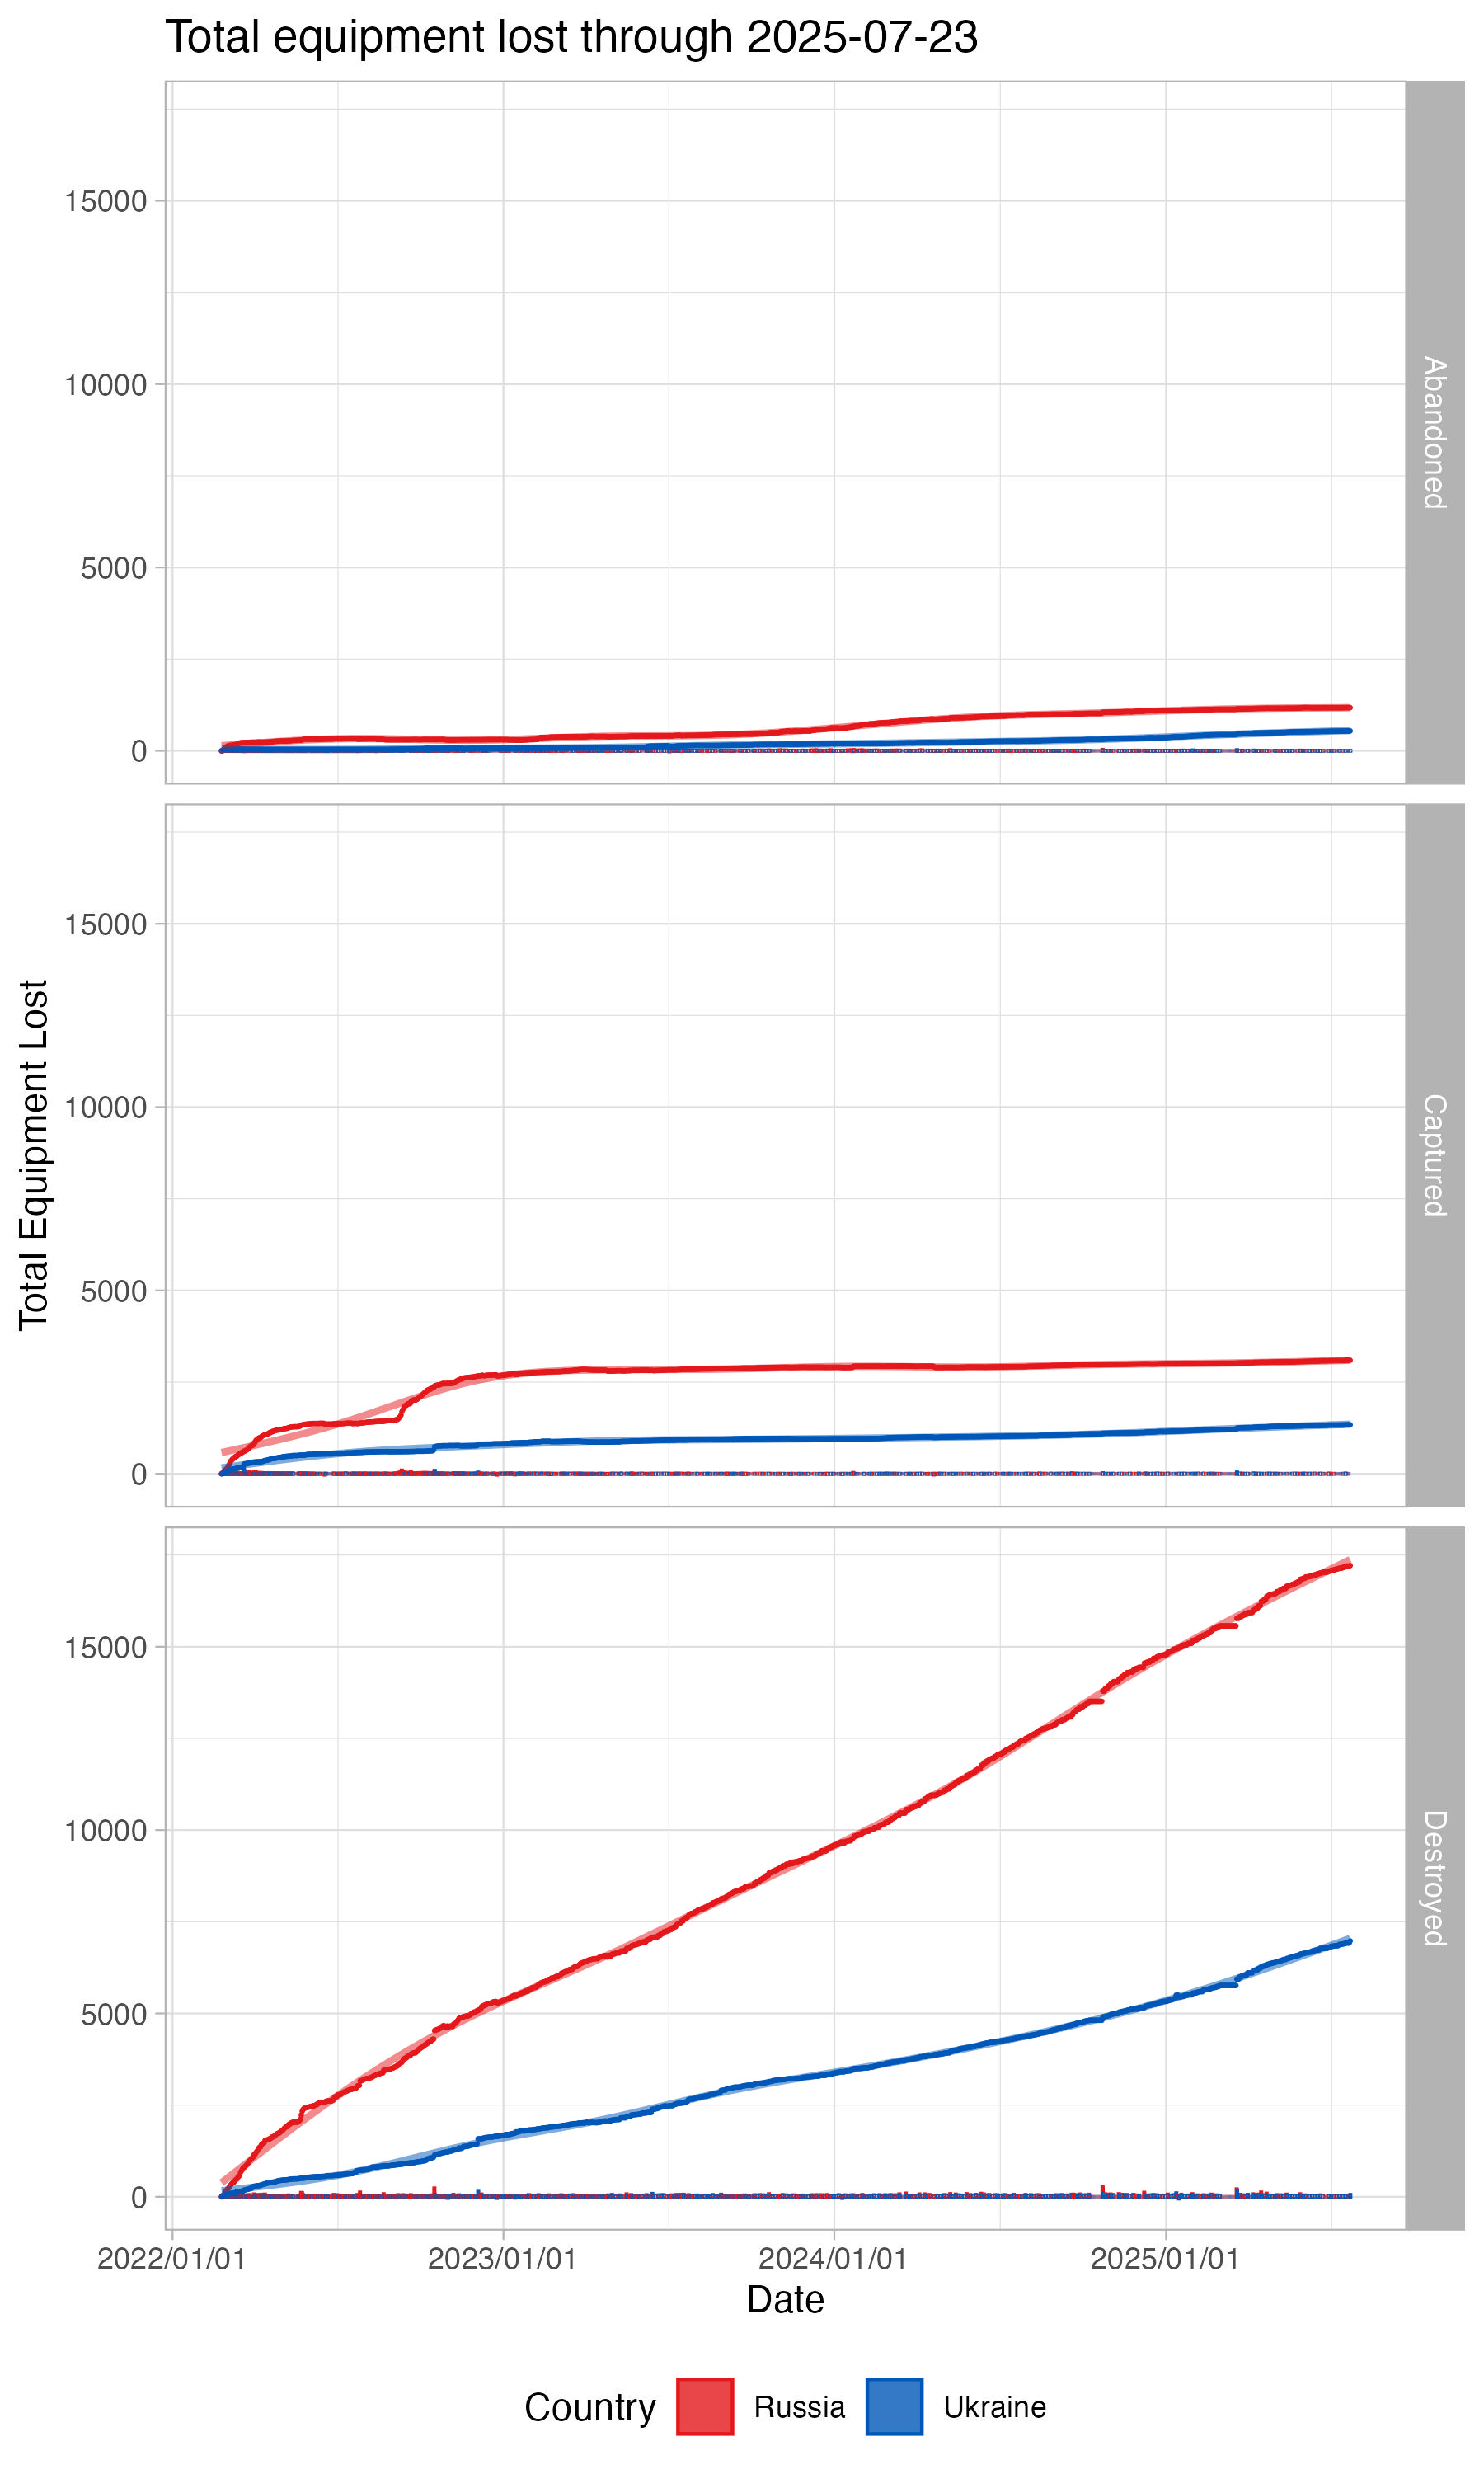 Total equipment lost through 2025-07-23
15000
10000
5000
0
Abandoned
Total Equipment Lost
15000
10000
5000
0
Captured
15000
10000
5000
0
Destroyed
2022/01/01 2023/01/01 2024/01/01 2025/01/01
Date
Country Russia Ukraine